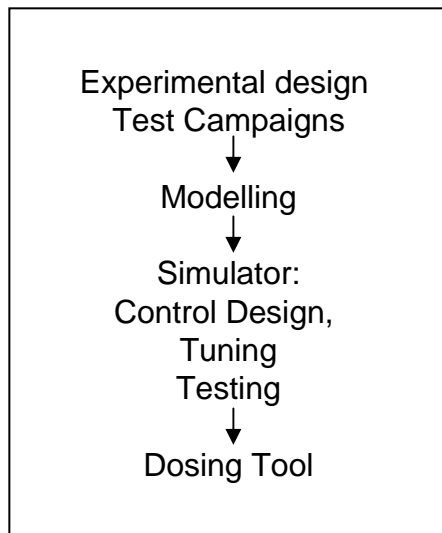 Experimental design
Test Campaigns
Modelling
Simulator:
Control Design,
Tuning
Testing
Dosing Tool